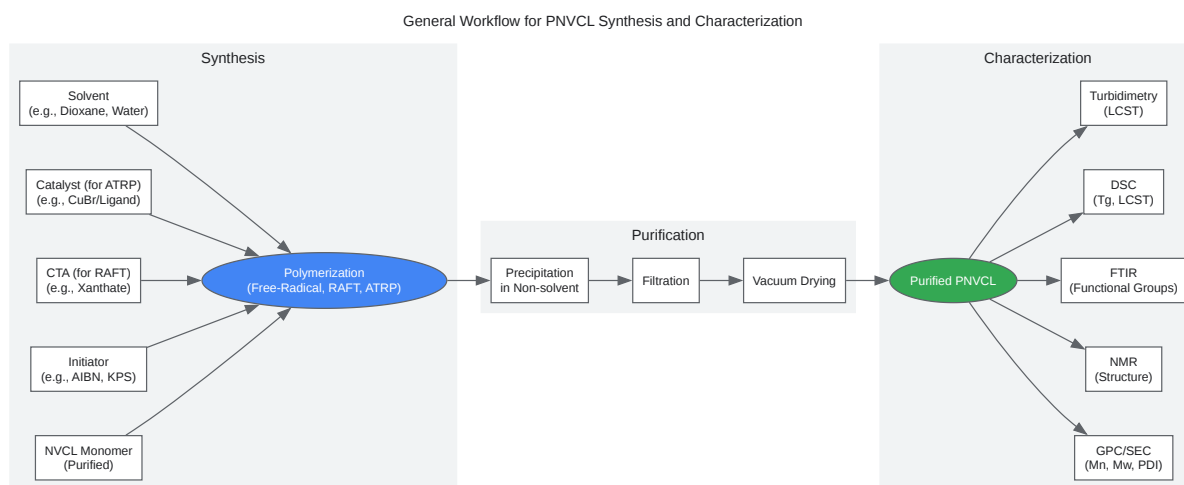 General Workflow for PNVCL Synthesis and Characterization
Synthesis
Solvent
(e.g., Dioxane, Water)
Catalyst (for ATRP)
(e.g., CuBr/Ligand)
CTA (for RAFT)
(e.g., Xanthate)
Initiator
(e.g., AIBN, KPS)
NVCL Monomer
(Purified)
Polymerization
(Free-Radical, RAFT, ATRP)
Purification
Precipitation
in Non-solvent
Filtration
Vacuum Drying
Characterization
Purified PNVCL
Turbidimetry
(LCST)
DSC
(Tg, LCST)
FTIR
(Functional Groups)
NMR
(Structure)
GPC/SEC
(Mn, Mw, PDI)